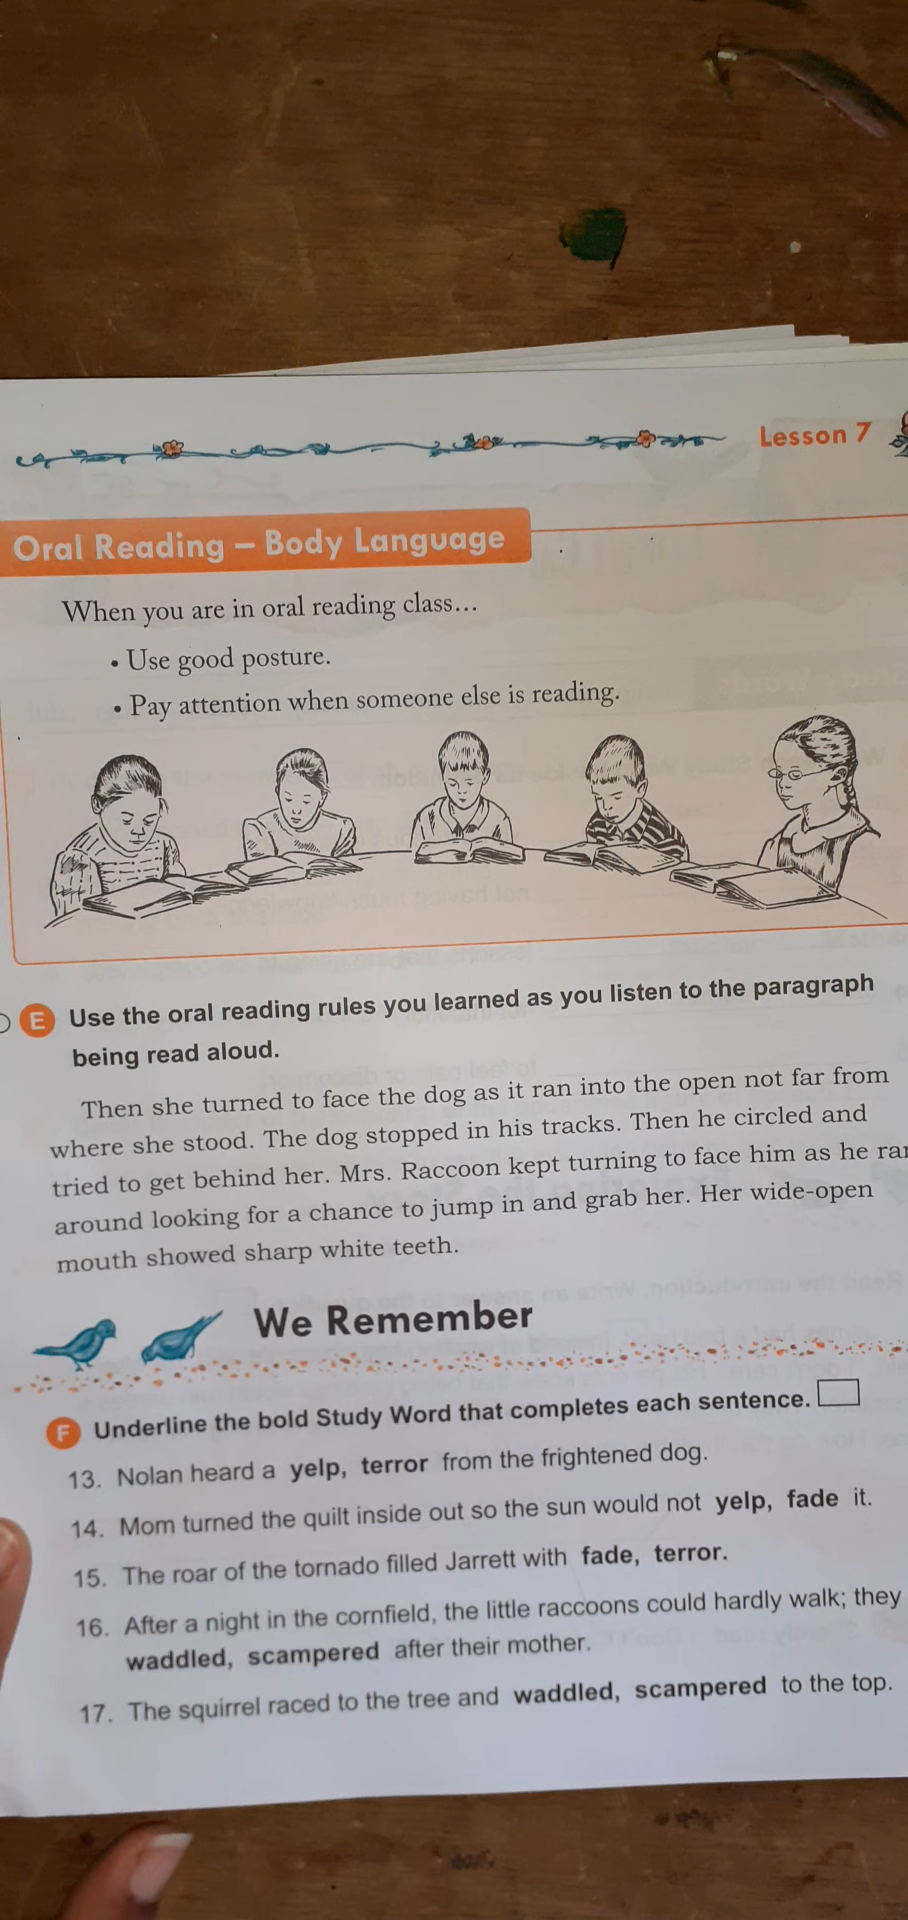 Lesson 7
Oral Reading – Body Language
When you are in oral reading class...
• Use good posture.
• Pay attention when someone else is reading.
E Use the oral reading rules you learned as you listen to the paragraph
being read aloud.
Then she turned to face the dog as it ran into the open not far from
where she stood. The dog stopped in his tracks. Then he circled and
tried to get behind her. Mrs. Raccoon kept turning to face him as he
around looking for a chance to jump in and grab her. Her wide-open
mouth showed sharp white teeth.
We Remember
F Underline the bold Study Word that completes each sentence.
13. Nolan heard a yelp, terror from the frightened dog.
14. Mom turned the quilt inside out so the sun would not yelp, fade it.
15. The roar of the tornado filled Jarrett with fade, terror.
16. After a night in the cornfield, the little raccoons could hardly walk; they
waddled, scampered after their mother.
17. The squirrel raced to the tree and waddled, scampered to the top.